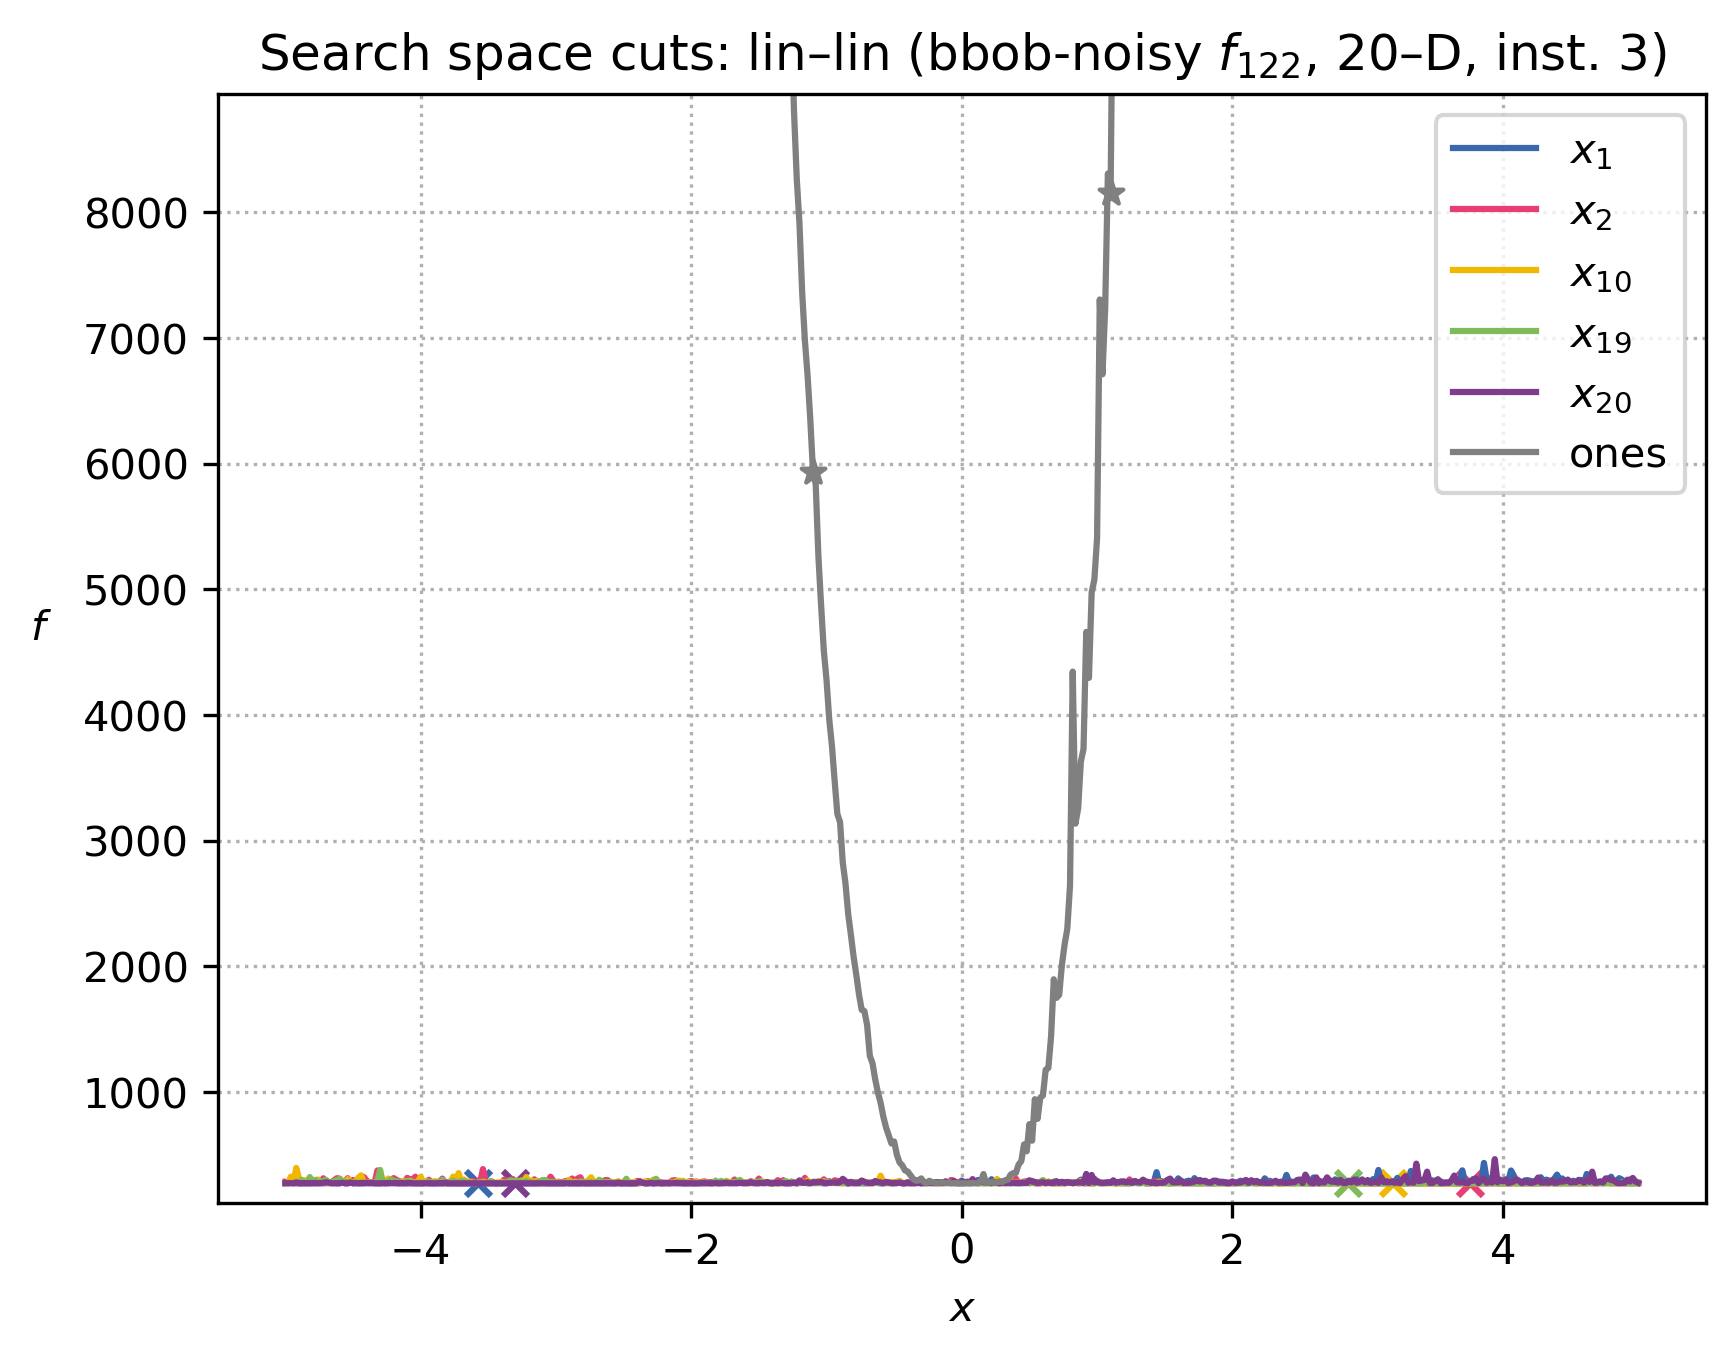 Search space cuts: lin–lin (bbob-noisy f₁₂₂, 20–D, inst. 3)
x₁
x₂
x₁₀
x₁₉
x₂₀
ones
8000
7000
6000
5000
4000
3000
2000
1000
f
−4
−2
0
2
4
x